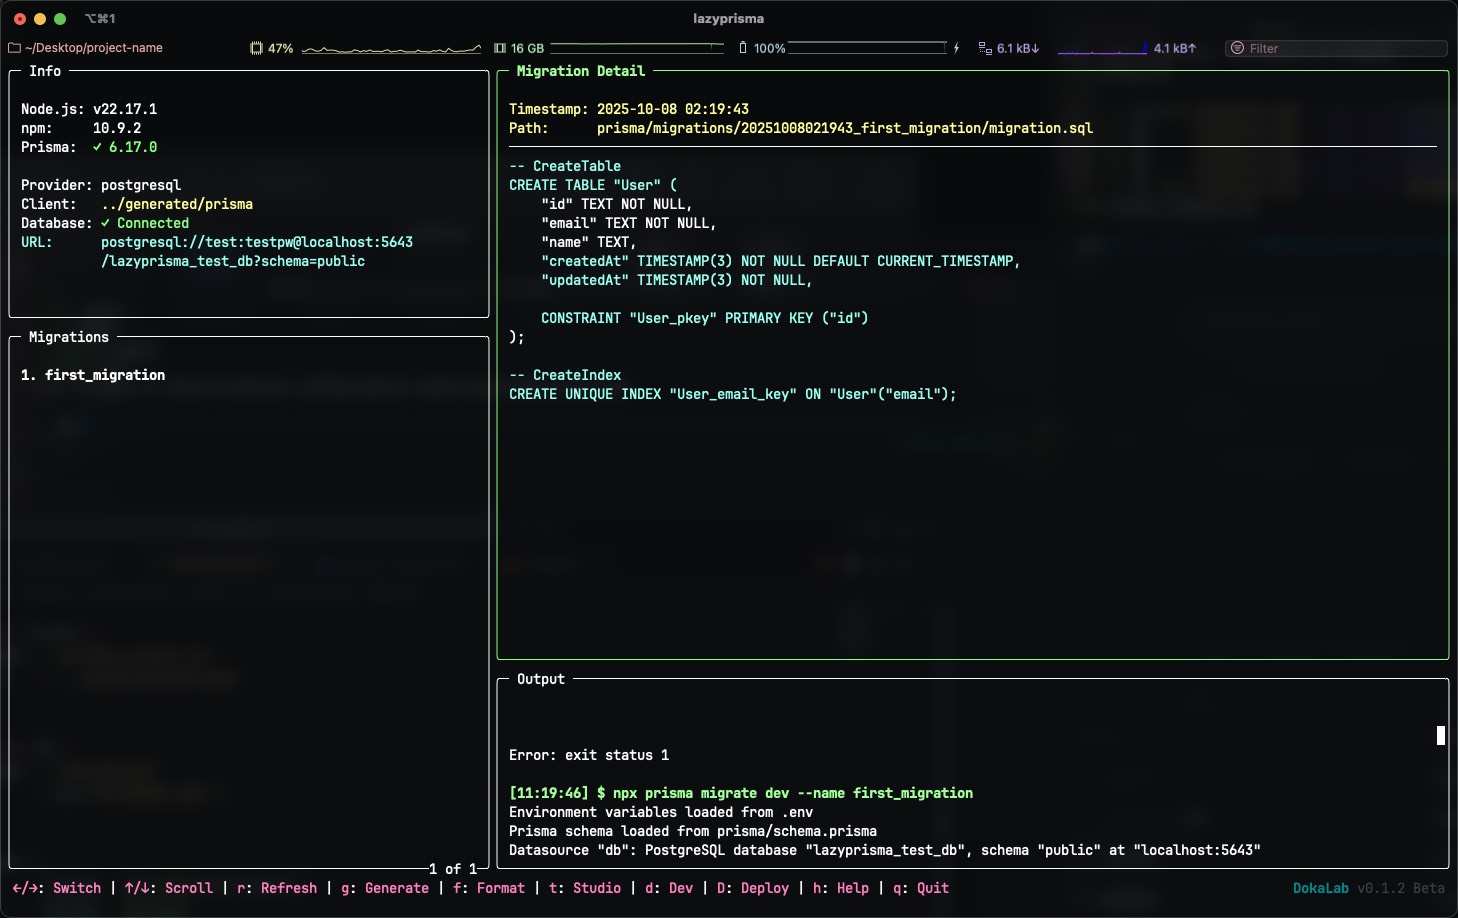 ⌥⌘1
lazyprisma
~/Desktop/project-name
47%
16 GB
100%
6.1 kB↓
4.1 kB↑
Filter
Info
Node.js: v22.17.1
npm: 10.9.2
Prisma: ✓ 6.17.0
Provider: postgresql
Client: ../generated/prisma
Database: ✓ Connected
URL: postgresql://test:testpw@localhost:5643
/lazyprisma_test_db?schema=public
Migrations
1. first_migration
1 of 1
Migration Detail
Timestamp: 2025-10-08 02:19:43
Path: prisma/migrations/20251008021943_first_migration/migration.sql
-- CreateTable
CREATE TABLE "User" (
"id" TEXT NOT NULL,
"email" TEXT NOT NULL,
"name" TEXT,
"createdAt" TIMESTAMP(3) NOT NULL DEFAULT CURRENT_TIMESTAMP,
"updatedAt" TIMESTAMP(3) NOT NULL,
CONSTRAINT "User_pkey" PRIMARY KEY ("id")
);
-- CreateIndex
CREATE UNIQUE INDEX "User_email_key" ON "User"("email");
Output
Error: exit status 1
[11:19:46] $ npx prisma migrate dev --name first_migration
Environment variables loaded from .env
Prisma schema loaded from prisma/schema.prisma
Datasource "db": PostgreSQL database "lazyprisma_test_db", schema "public" at "localhost:5643"
←/→: Switch | ↑/↓: Scroll | r: Refresh | g: Generate | f: Format | t: Studio | d: Dev | D: Deploy | h: Help | q: Quit
DokaLab v0.1.2 Beta